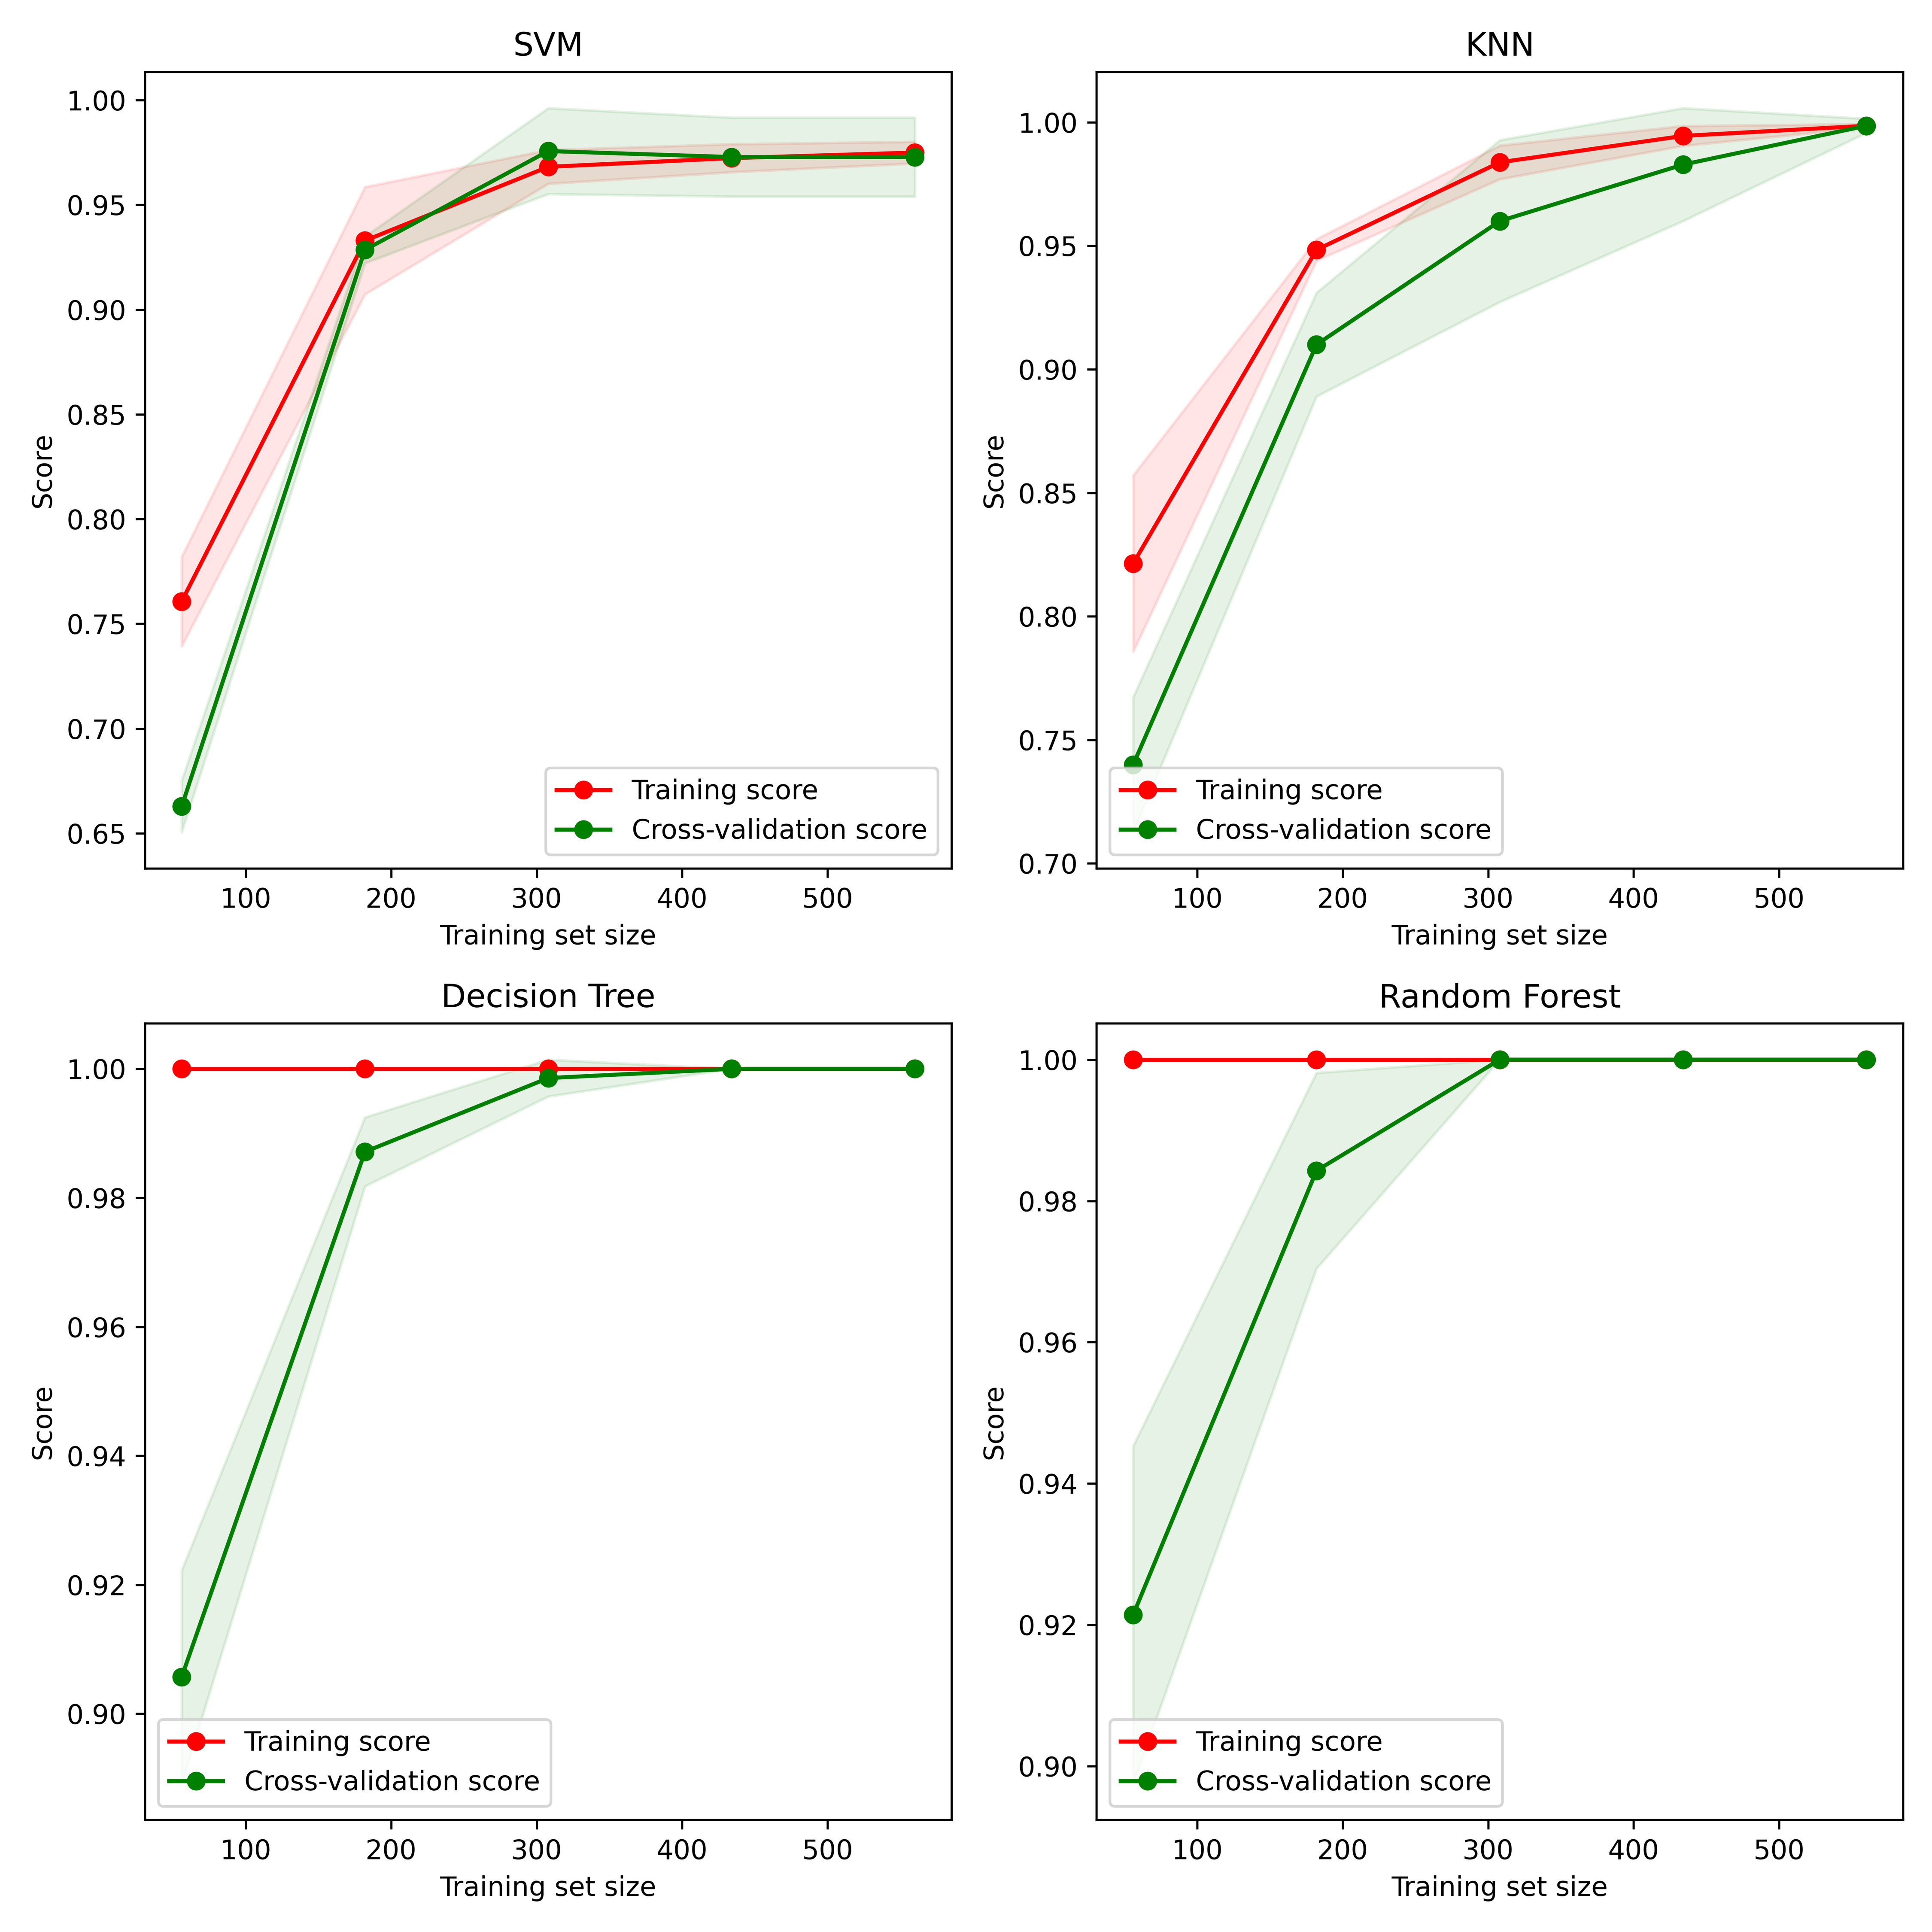 SVM
1.00
0.95
0.90
0.85
0.80
0.75
0.70
0.65
Score
100 200 300 400 500
Training set size
Training score
Cross-validation score
KNN
1.00
0.95
0.90
0.85
0.80
0.75
0.70
Score
100 200 300 400 500
Training set size
Training score
Cross-validation score
Decision Tree
1.00
0.98
0.96
0.94
0.92
0.90
Score
100 200 300 400 500
Training set size
Training score
Cross-validation score
Random Forest
1.00
0.98
0.96
0.94
0.92
0.90
Score
100 200 300 400 500
Training set size
Training score
Cross-validation score